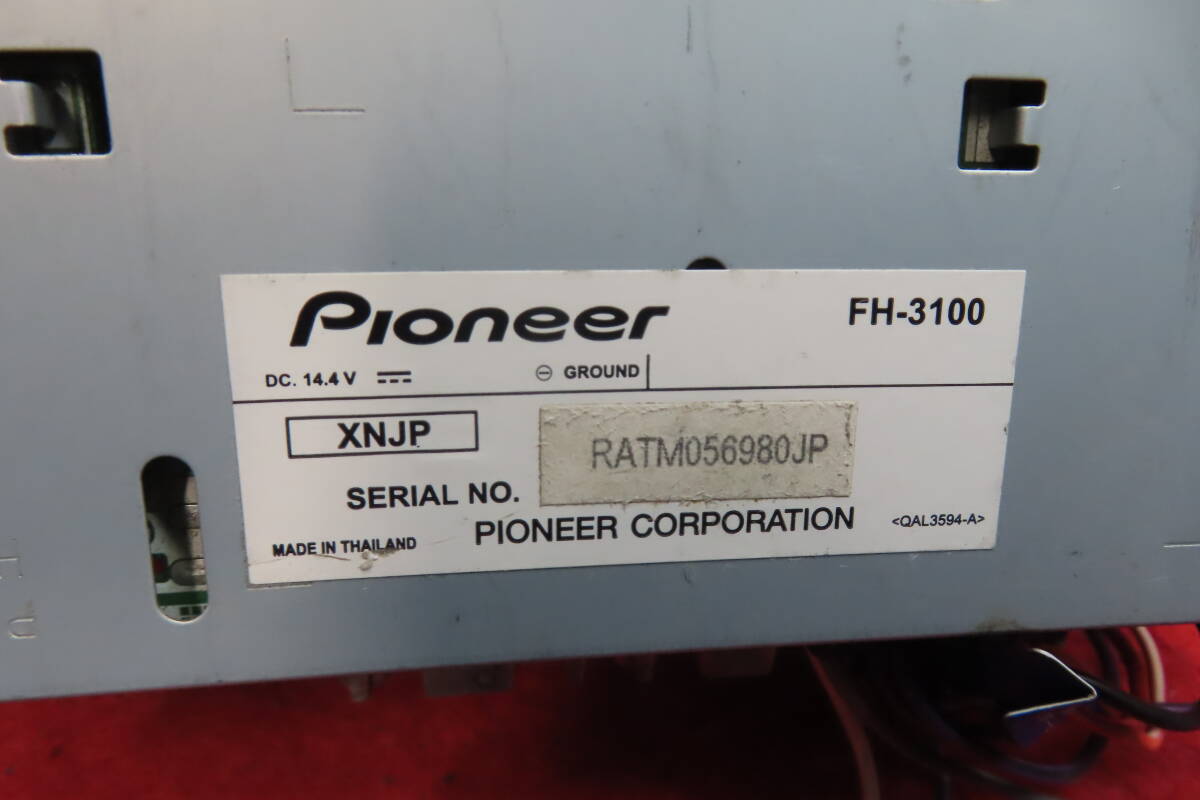 Pioneer
FH-3100
DC. 14.4 V
⊖ GROUND
XNJP
RATM056980JP
SERIAL NO.
PIONEER CORPORATION
<QAL3594-A>
MADE IN THAILAND